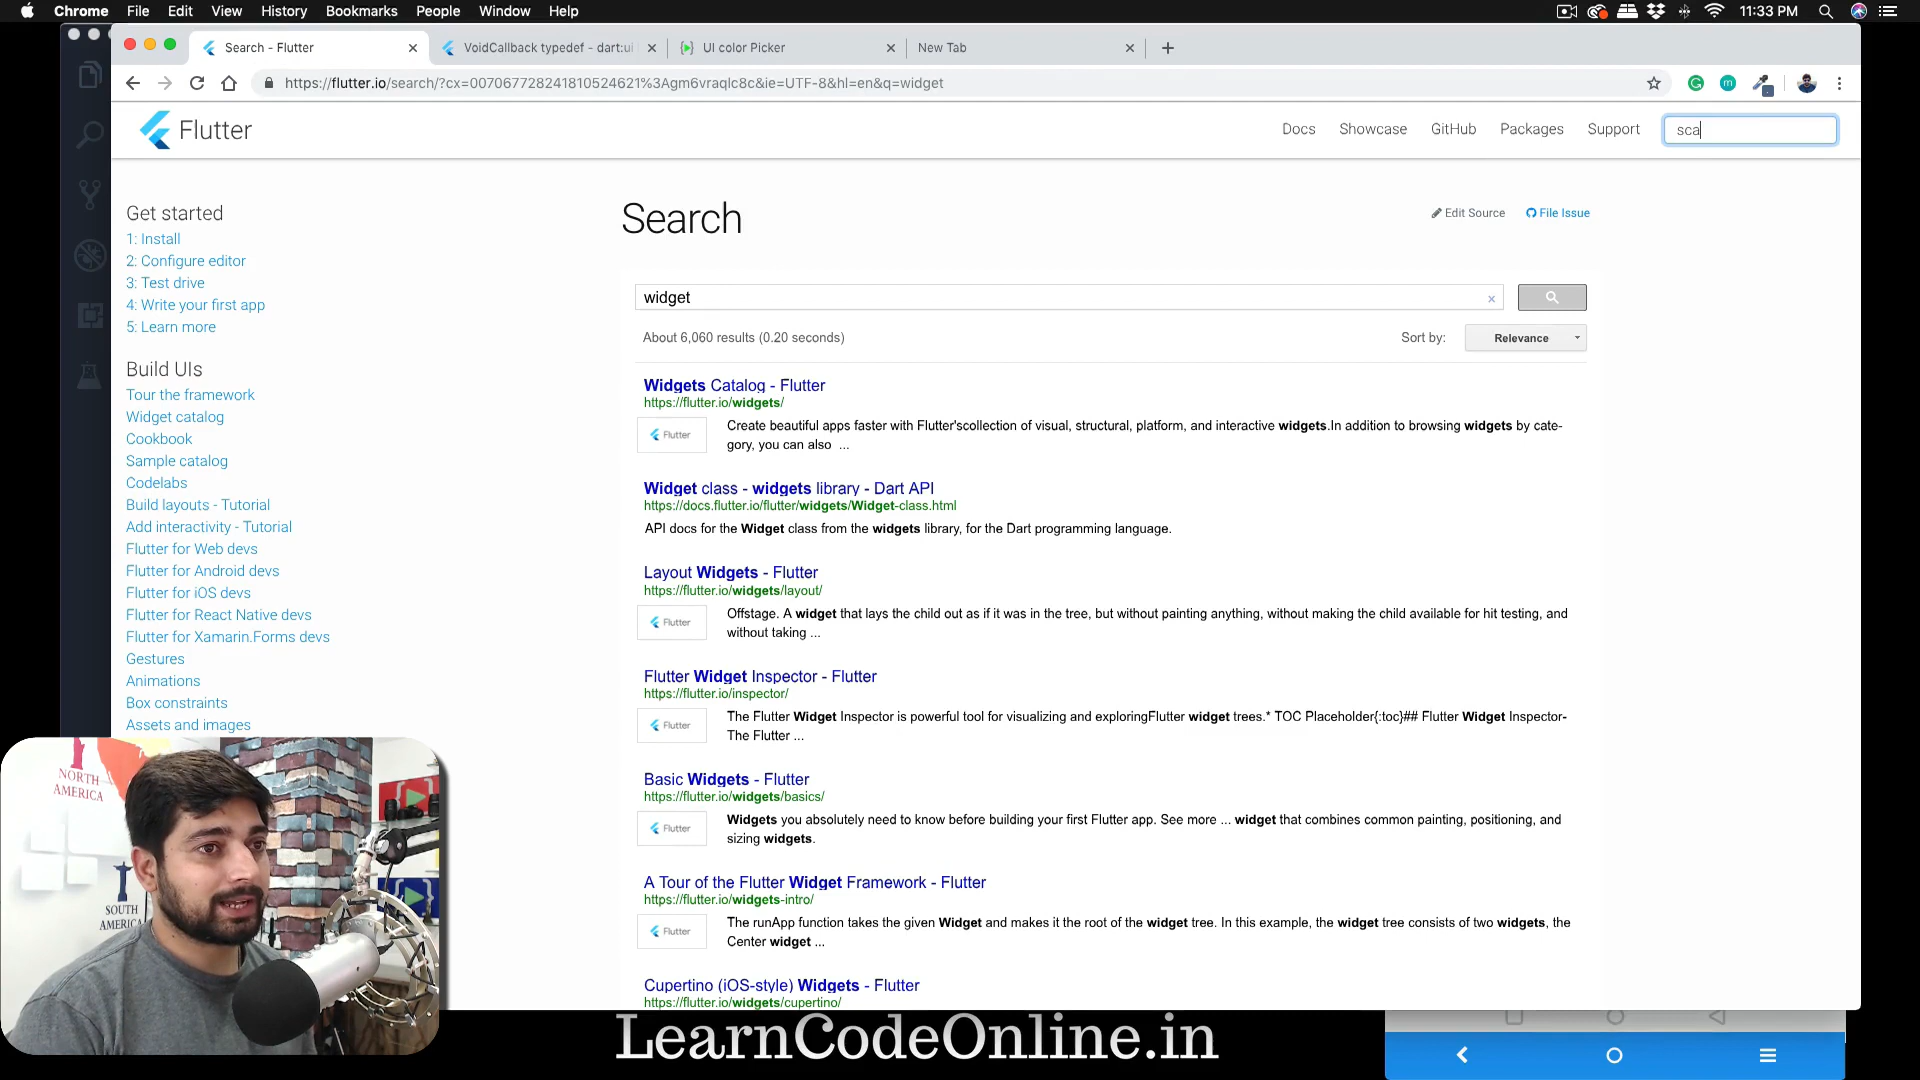 Chrome File Edit View History Bookmarks People Window Help
11:33 PM
Search - Flutter
VoidCallback typedef - dart:ui
UI color Picker
New Tab
https://flutter.io/search/?cx=007067728241810524621%3Agm6vraqlc8c&ie=UTF-8&hl=en&q=widget
Flutter
Docs Showcase GitHub Packages Support
sca
Get started
1: Install
2: Configure editor
3: Test drive
4: Write your first app
5: Learn more
Build UIs
Tour the framework
Widget catalog
Cookbook
Sample catalog
Codelabs
Build layouts - Tutorial
Add interactivity - Tutorial
Flutter for Web devs
Flutter for Android devs
Flutter for iOS devs
Flutter for React Native devs
Flutter for Xamarin.Forms devs
Gestures
Animations
Box constraints
Assets and images
Search
Edit Source File Issue
widget
About 6,060 results (0.20 seconds)
Sort by: Relevance
Widgets Catalog - Flutter
https://flutter.io/widgets/
Flutter
Create beautiful apps faster with Flutter'scollection of visual, structural, platform, and interactive widgets.In addition to browsing widgets by cate-
gory, you can also ...
Widget class - widgets library - Dart API
https://docs.flutter.io/flutter/widgets/Widget-class.html
API docs for the Widget class from the widgets library, for the Dart programming language.
Layout Widgets - Flutter
https://flutter.io/widgets/layout/
Flutter
Offstage. A widget that lays the child out as if it was in the tree, but without painting anything, without making the child available for hit testing, and
without taking ...
Flutter Widget Inspector - Flutter
https://flutter.io/inspector/
Flutter
The Flutter Widget Inspector is powerful tool for visualizing and exploringFlutter widget trees.* TOC Placeholder{:toc}## Flutter Widget Inspector-
The Flutter ...
Basic Widgets - Flutter
https://flutter.io/widgets/basics/
Flutter
Widgets you absolutely need to know before building your first Flutter app. See more ... widget that combines common painting, positioning, and
sizing widgets.
A Tour of the Flutter Widget Framework - Flutter
https://flutter.io/widgets-intro/
Flutter
The runApp function takes the given Widget and makes it the root of the widget tree. In this example, the widget tree consists of two widgets, the
Center widget ...
Cupertino (iOS-style) Widgets - Flutter
https://flutter.io/widgets/cupertino/
NORTH
AMERICA
SOUTH
AMERICA
LearnCodeOnline.in